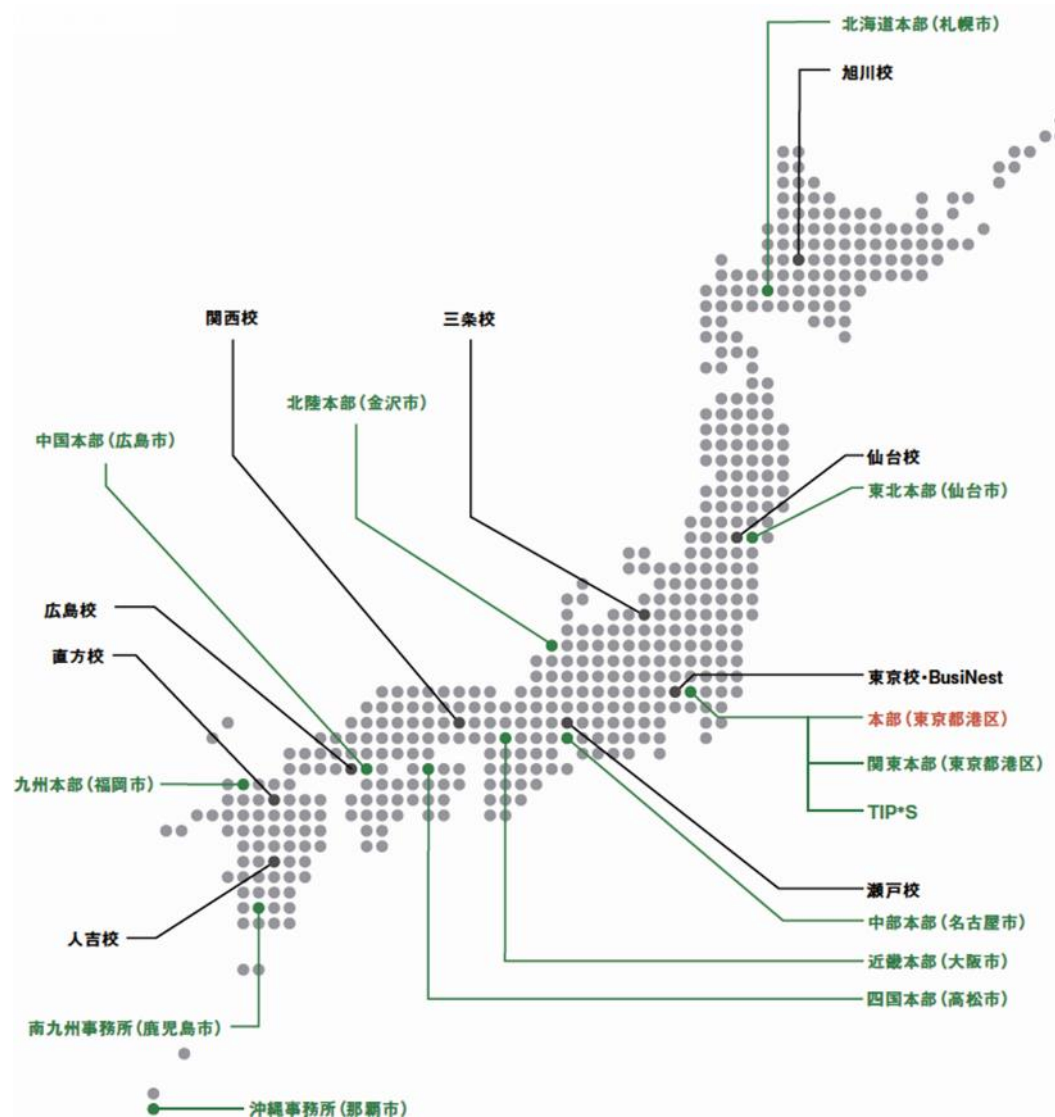 北海道本部(札幌市)
旭川校
関西校
三条校
北陸本部(金沢市)
中国本部(広島市)
仙台校
東北本部(仙台市)
広島校
直方校
東京校・BusiNest
本部(東京都港区)
関東本部(東京都港区)
九州本部(福岡市)
TIP*S
瀬戸校
中部本部(名古屋市)
人吉校
近畿本部(大阪市)
四国本部(高松市)
南九州事務所(鹿児島市)
沖縄事務所(那覇市)